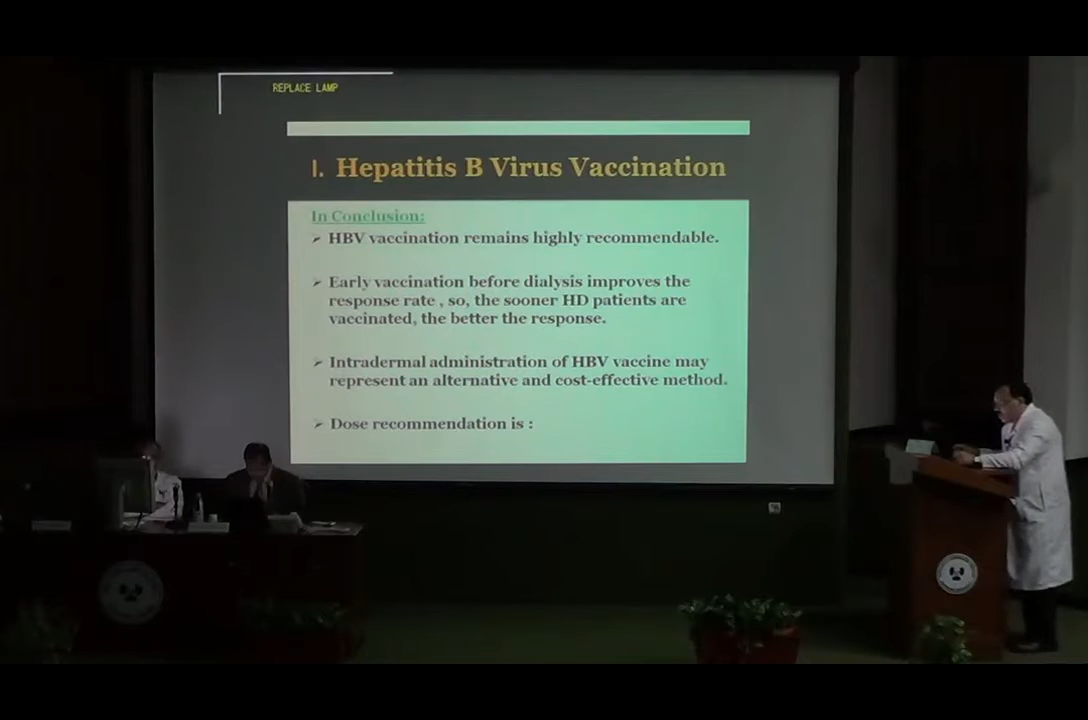 REPLACE LAMP
I. Hepatitis B Virus Vaccination
In Conclusion:
➢ HBV vaccination remains highly recommendable.
➢ Early vaccination before dialysis improves the
response rate , so, the sooner HD patients are
vaccinated, the better the response.
➢ Intradermal administration of HBV vaccine may
represent an alternative and cost-effective method.
➢ Dose recommendation is :